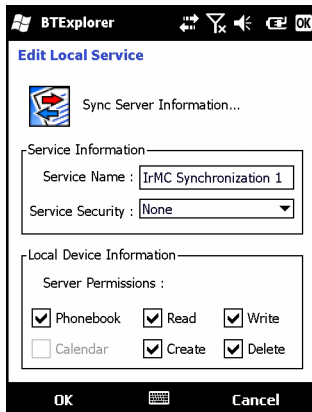 BTExplorer OK
Edit Local Service
Sync Server Information...
Service Information
Service Name : IrMC Synchronization 1
Service Security : None
Local Device Information
Server Permissions :
Phonebook Read Write
Calendar Create Delete
OK Cancel